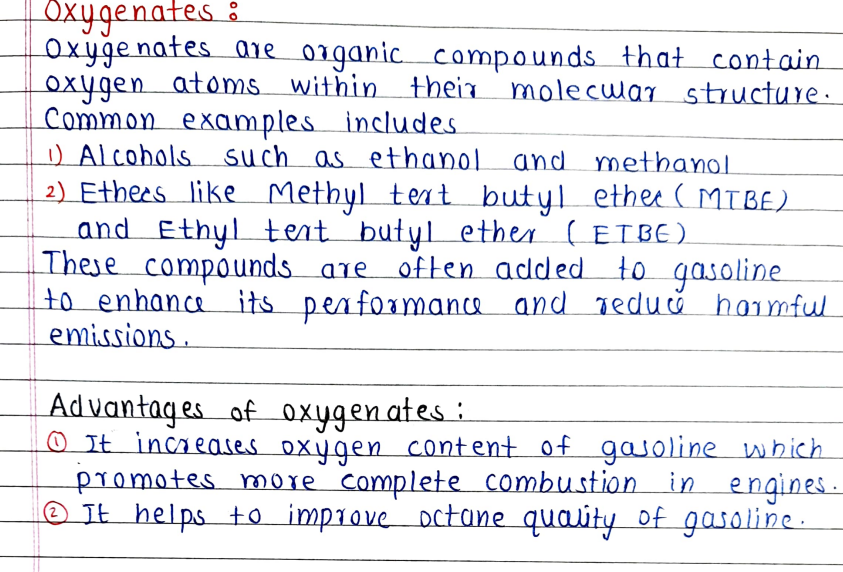 Oxygenates :
Oxygenates are organic compounds that contain
oxygen atoms within their molecular structure.
Common examples includes
1) Alcohols such as ethanol and methanol
2) Ethers like Methyl tert butyl ether ( MTBE)
and Ethyl tert butyl ether ( ETBE)
These compounds are often added to gasoline
to enhance its performance and reduce harmful
emissions.
Advantages of oxygenates :
① It increases oxygen content of gasoline which
promotes more complete combustion in engines.
② It helps to improve octane quality of gasoline.